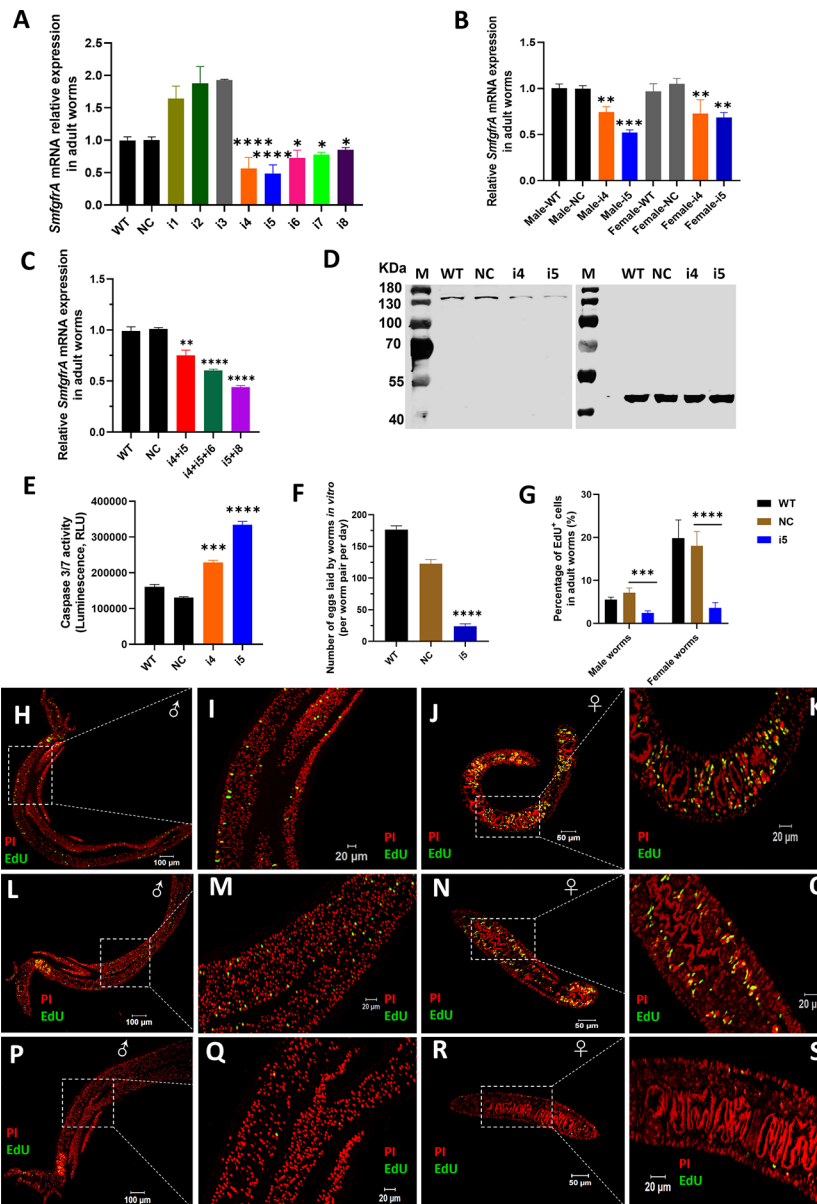 A
SmfgfrA mRNA relative expression
in adult worms
2.5
2.0
1.5
1.0
0.5
0.0
****
****
*
*
*
WT
NC
i1
i2
i3
i4
i5
i6
i7
i8
B
Relative SmfgfrA mRNA expression
in adult worms
1.5
1.0
0.5
0.0
**
***
**
**
Male-WT
Male-NC
Male-i4
Male-i5
Female-WT
Female-NC
Female-i4
Female-i5
C
Relative SmfgfrA mRNA expression
in adult worms
1.5
1.0
0.5
0.0
**
****
****
WT
NC
i4+i5
i4+i5+i6
i5+i8
D
KDa M WT NC i4 i5 M WT NC i4 i5
180
130
100
70
55
40
E
Caspase 3/7 activity
(Luminescence, RLU)
400000
300000
200000
100000
0
***
****
WT
NC
i4
i5
F
Number of eggs laid by worms in vitro
(per worm pair per day)
200
150
100
50
0
****
WT
NC
i5
G
Percentage of EdU+ cells
in adult worms (%)
30
20
10
0
***
****
Male worms
Female worms
WT
NC
i5
H
♂
PI
EdU
100 µm
I
PI
EdU
20 µm
J
♀
PI
EdU
50 µm
K
PI
EdU
20 µm
L
♂
PI
EdU
100 µm
M
PI
EdU
20 µm
N
♀
PI
EdU
50 µm
PI
EdU
P
♂
PI
EdU
100 µm
Q
PI
EdU
20 µm
R
♀
PI
EdU
50 µm
S
PI
EdU
20 µm